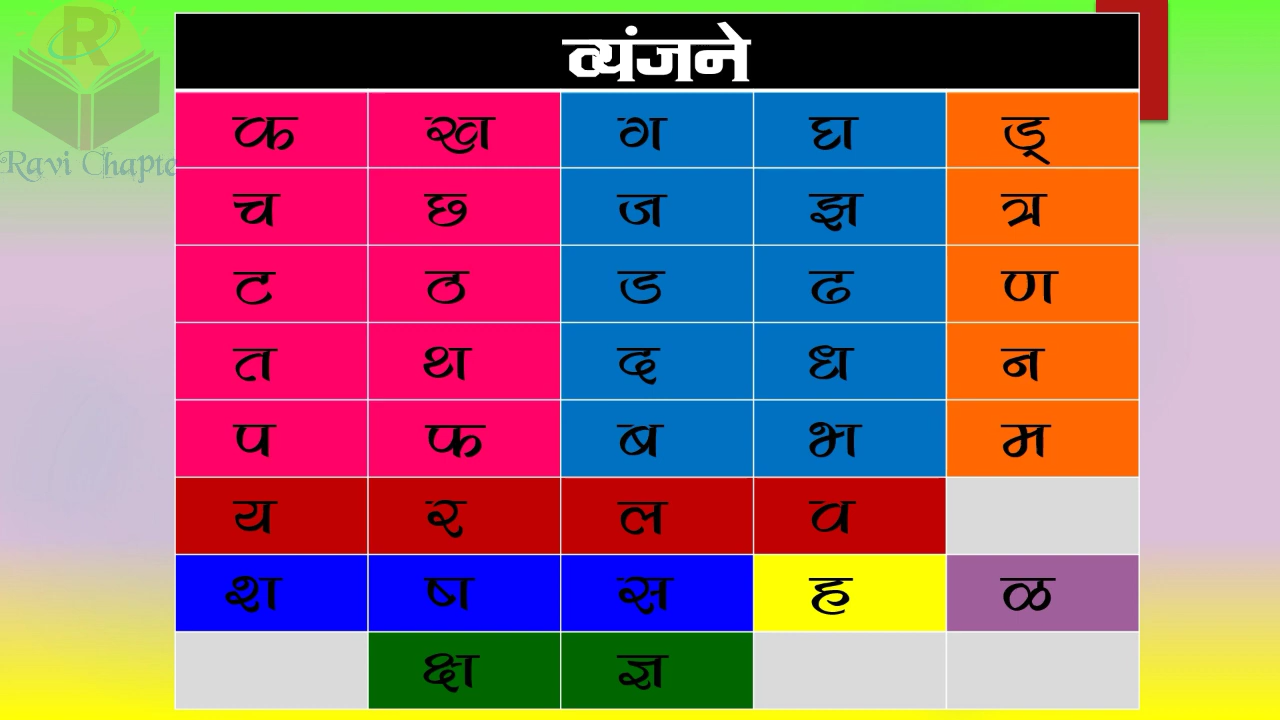 व्यंजने
क ख ग घ ङ्
च छ ज झ त्र
ट ठ ड ढ ण
त थ द ध न
प फ ब भ म
य र ल व
श ष स ह ळ
क्ष ज्ञ
R
Ravi Chapte